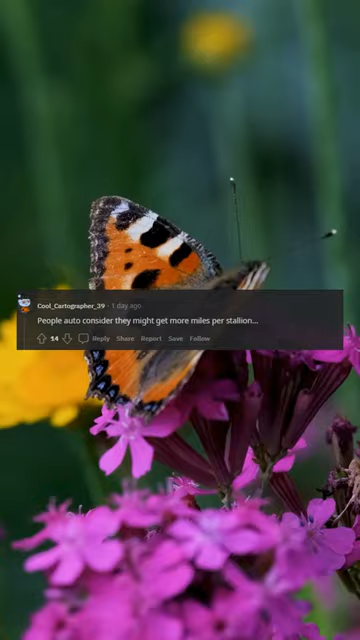 Cool_Cartographer_39 · 1 day ago
People auto consider they might get more miles per stallion...
14 Reply Share Report Save Follow